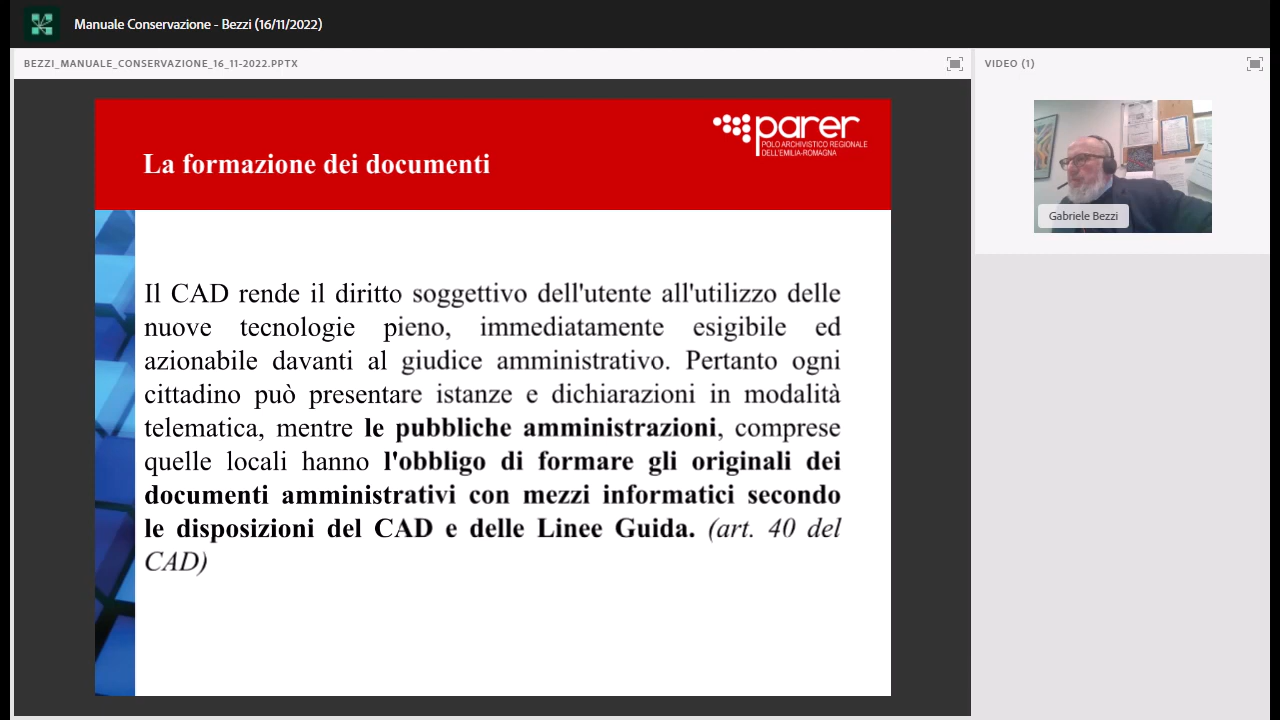 Manuale Conservazione - Bezzi (16/11/2022)
BEZZI_MANUALE_CONSERVAZIONE_16_11-2022.PPTX
VIDEO (1)
parer
POLO ARCHIVISTICO REGIONALE
DELL'EMILIA-ROMAGNA
La formazione dei documenti
Gabriele Bezzi
Il CAD rende il diritto soggettivo dell'utente all'utilizzo delle
nuove tecnologie pieno, immediatamente esigibile ed
azionabile davanti al giudice amministrativo. Pertanto ogni
cittadino può presentare istanze e dichiarazioni in modalità
telematica, mentre le pubbliche amministrazioni, comprese
quelle locali hanno l'obbligo di formare gli originali dei
documenti amministrativi con mezzi informatici secondo
le disposizioni del CAD e delle Linee Guida. (art. 40 del
CAD)